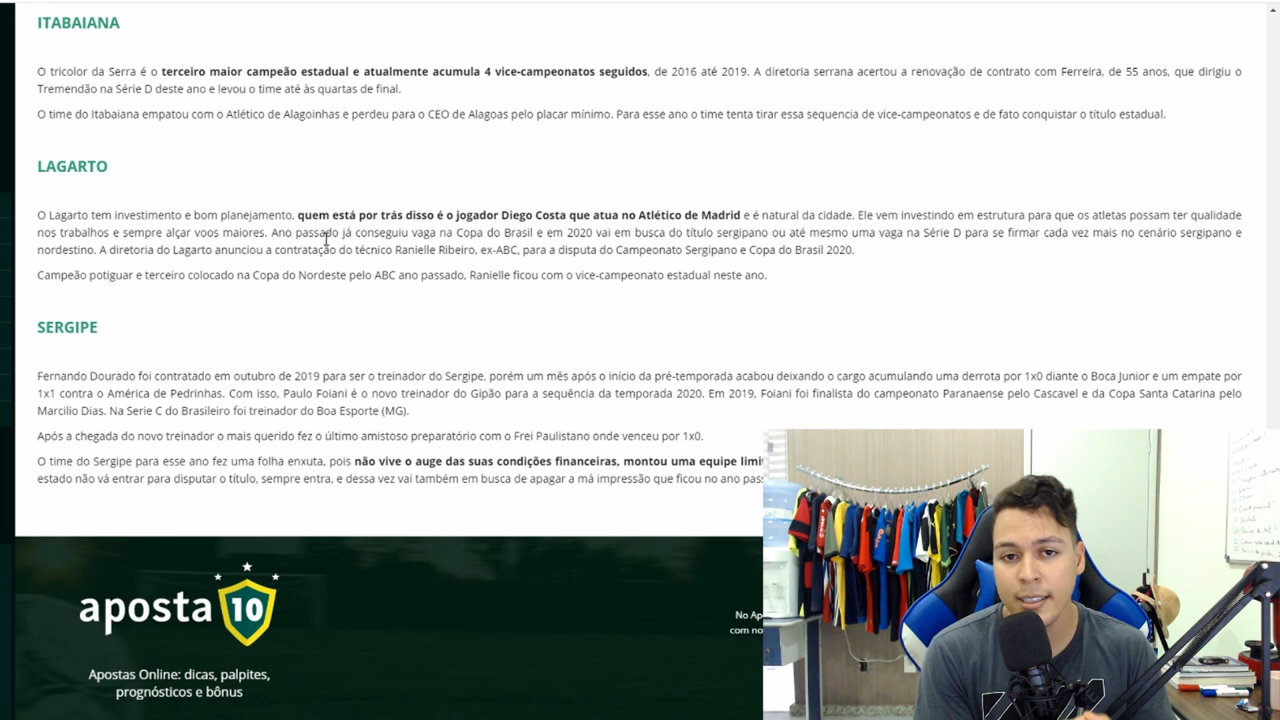 ITABAIANA
O tricolor da Serra é o terceiro maior campeão estadual e atualmente acumula 4 vice-campeonatos seguidos, de 2016 até 2019. A diretoria serrana acertou a renovação de contrato com Ferreira, de 55 anos, que dirigiu o
Tremendão na Série D deste ano e levou o time até às quartas de final.
O time do Itabaiana empatou com o Atlético de Alagoinhas e perdeu para o CEO de Alagoas pelo placar mínimo. Para esse ano o time tenta tirar essa sequencia de vice-campeonatos e de fato conquistar o título estadual.
LAGARTO
O Lagarto tem investimento e bom planejamento, quem está por trás disso é o jogador Diego Costa que atua no Atlético de Madrid e é natural da cidade. Ele vem investindo em estrutura para que os atletas possam ter qualidade
nos trabalhos e sempre alçar voos maiores. Ano passado já conseguiu vaga na Copa do Brasil e em 2020 vai em busca do título sergipano ou até mesmo uma vaga na Série D para se firmar cada vez mais no cenário sergipano e
nordestino. A diretoria do Lagarto anunciou a contratação do técnico Ranielle Ribeiro, ex-ABC, para a disputa do Campeonato Sergipano e Copa do Brasil 2020.
Campeão potiguar e terceiro colocado na Copa do Nordeste pelo ABC ano passado, Ranielle ficou com o vice-campeonato estadual neste ano.
SERGIPE
Fernando Dourado foi contratado em outubro de 2019 para ser o treinador do Sergipe, porém um mês após o início da pré-temporada acabou deixando o cargo acumulando uma derrota por 1x0 diante o Boca Junior e um empate por
1x1 contra o América de Pedrinhas. Com isso, Paulo Foiani é o novo treinador do Gipão para a sequência da temporada 2020. Em 2019, Foiani foi finalista do campeonato Paranaense pelo Cascavel e da Copa Santa Catarina pelo
Marcilio Dias. Na Serie C do Brasileiro foi treinador do Boa Esporte (MG).
Após a chegada do novo treinador o mais querido fez o último amistoso preparatório com o Frei Paulistano onde venceu por 1x0.
O time do Sergipe para esse ano fez uma folha enxuta, pois não vive o auge das suas condições financeiras, montou uma equipe limi
estado não vá entrar para disputar o título, sempre entra, e dessa vez vai também em busca de apagar a má impressão que ficou no ano pas
aposta 10
No Ap
com no
Apostas Online: dicas, palpites,
prognósticos e bônus